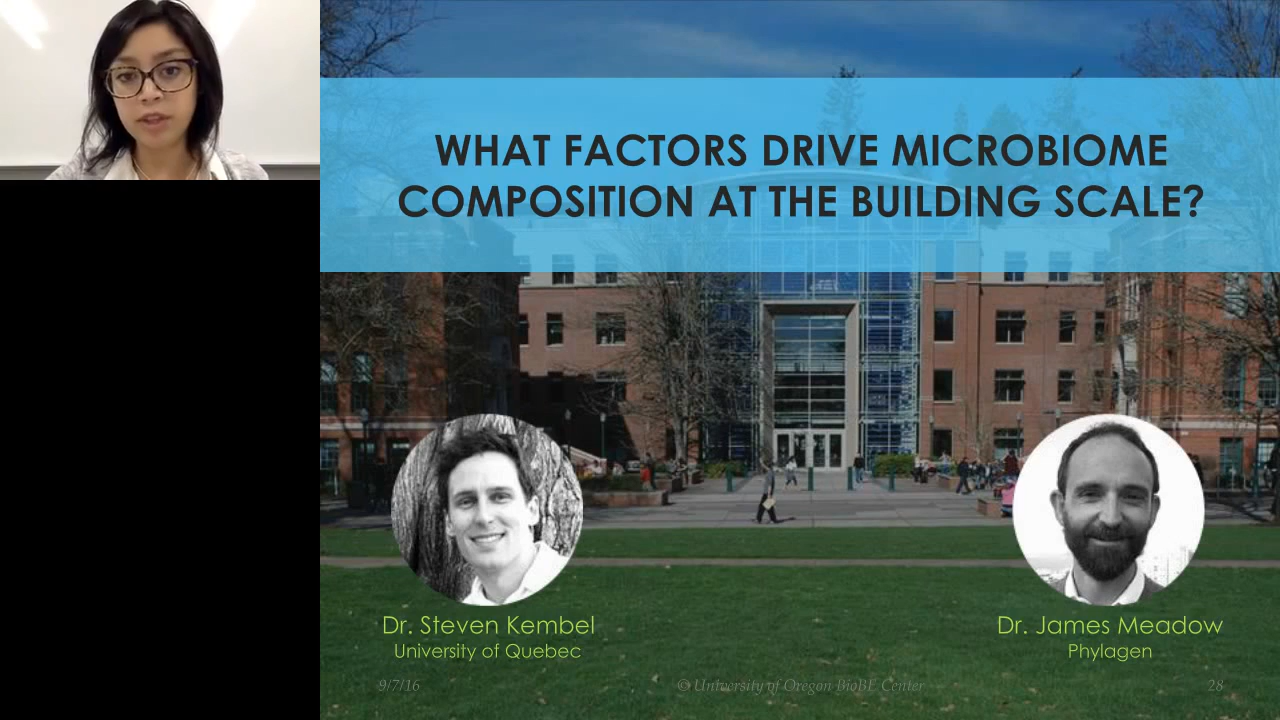 WHAT FACTORS DRIVE MICROBIOME
COMPOSITION AT THE BUILDING SCALE?
Dr. Steven Kembel
University of Quebec
Dr. James Meadow
Phylagen
9/7/16
© University of Oregon BioBE Center
28